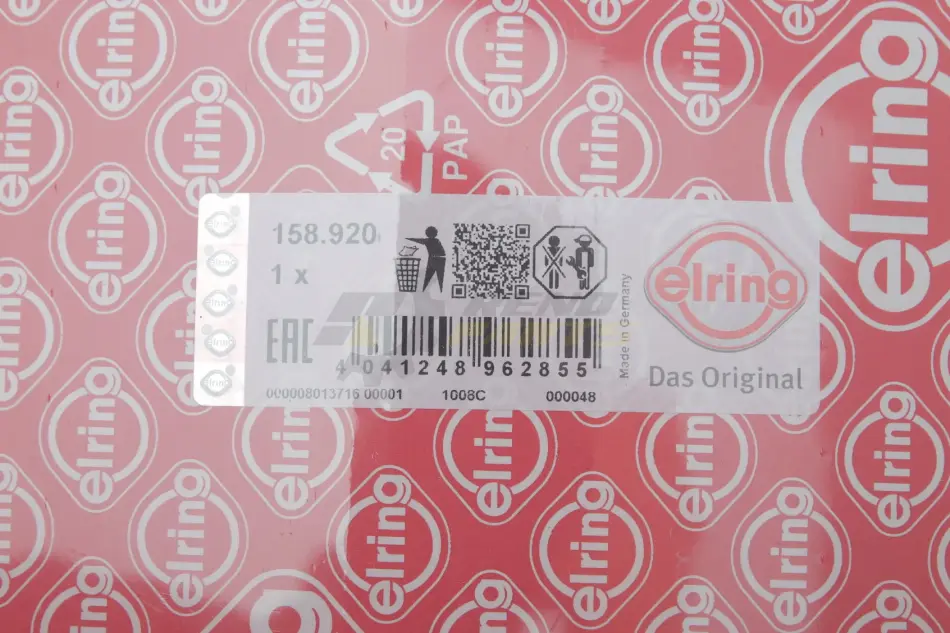 20
PAP
158.920
1 x
EAC
4 041248 962855
Made in Germany
elring
Das Original
000008013716 00001 1008C 000048